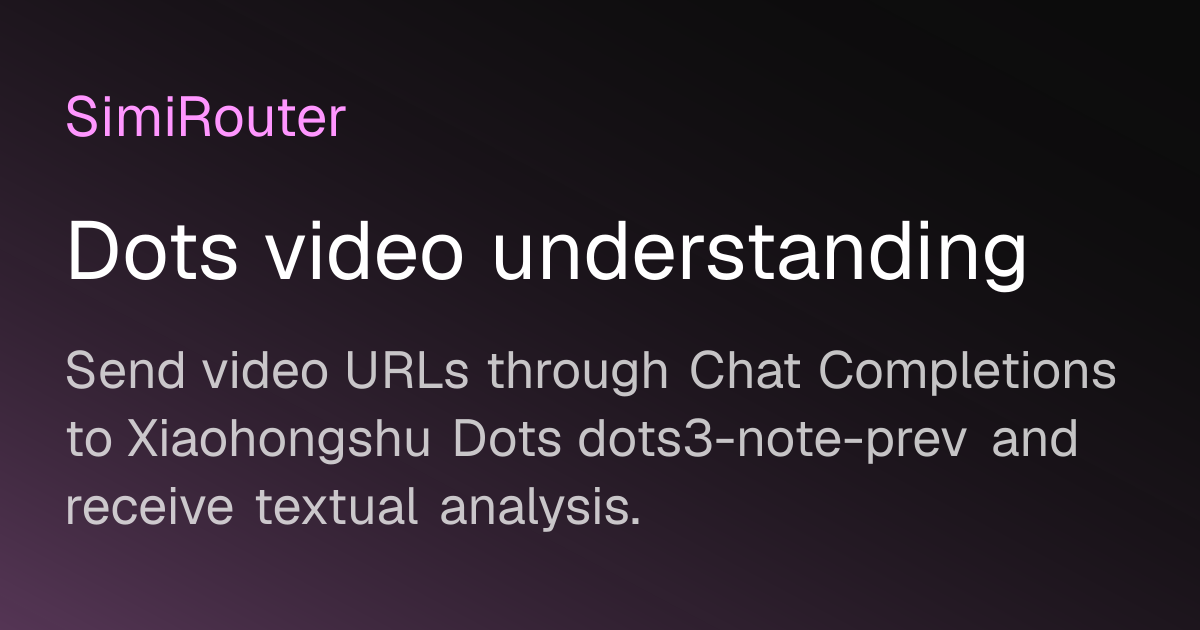 SimiRouter
Dots video understanding
Send video URLs through Chat Completions
to Xiaohongshu Dots dots3-note-prev and
receive textual analysis.